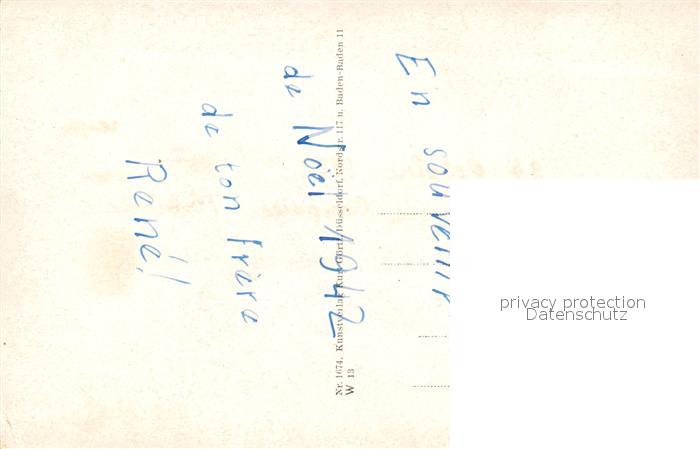 En souvenir
de Noël 1942
de ton frère
René!
Nr. 1674. Kunstverlag Kurt Görtz, Düsseldorf, Nordstr. 117 u. Baden-Baden 11
W 13
privacy protection
Datenschutz